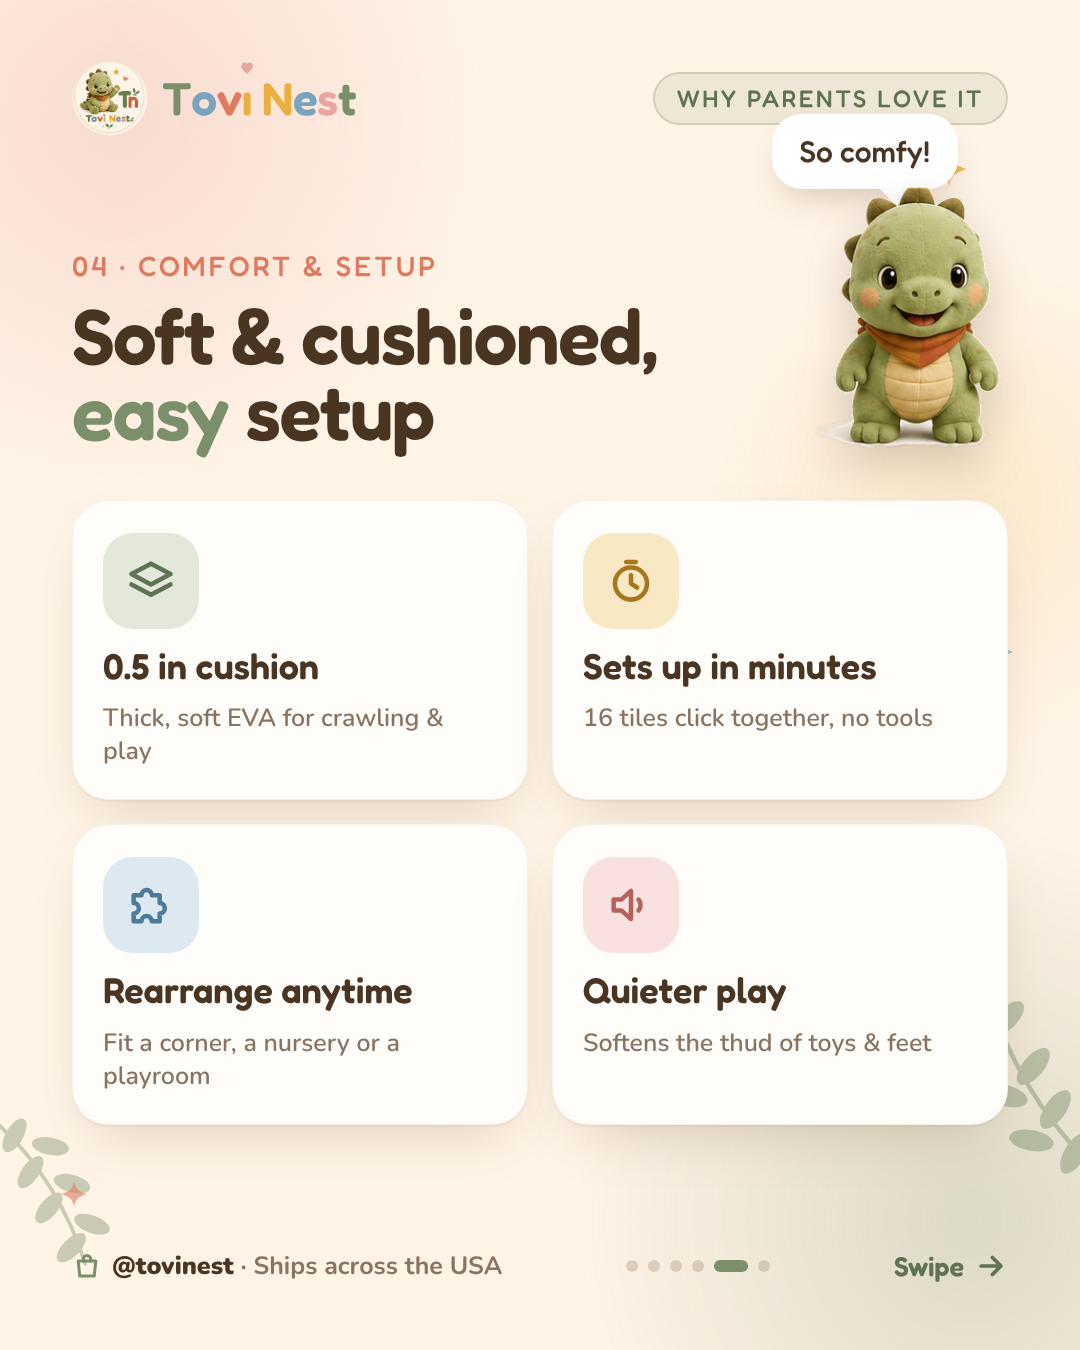 Tn
Tovi Nest
Tovi Nest
WHY PARENTS LOVE IT
So comfy!
04 · COMFORT & SETUP
Soft & cushioned,
easy setup
0.5 in cushion
Thick, soft EVA for crawling &
play
Sets up in minutes
16 tiles click together, no tools
Rearrange anytime
Fit a corner, a nursery or a
playroom
Quieter play
Softens the thud of toys & feet
@tovinest · Ships across the USA
Swipe